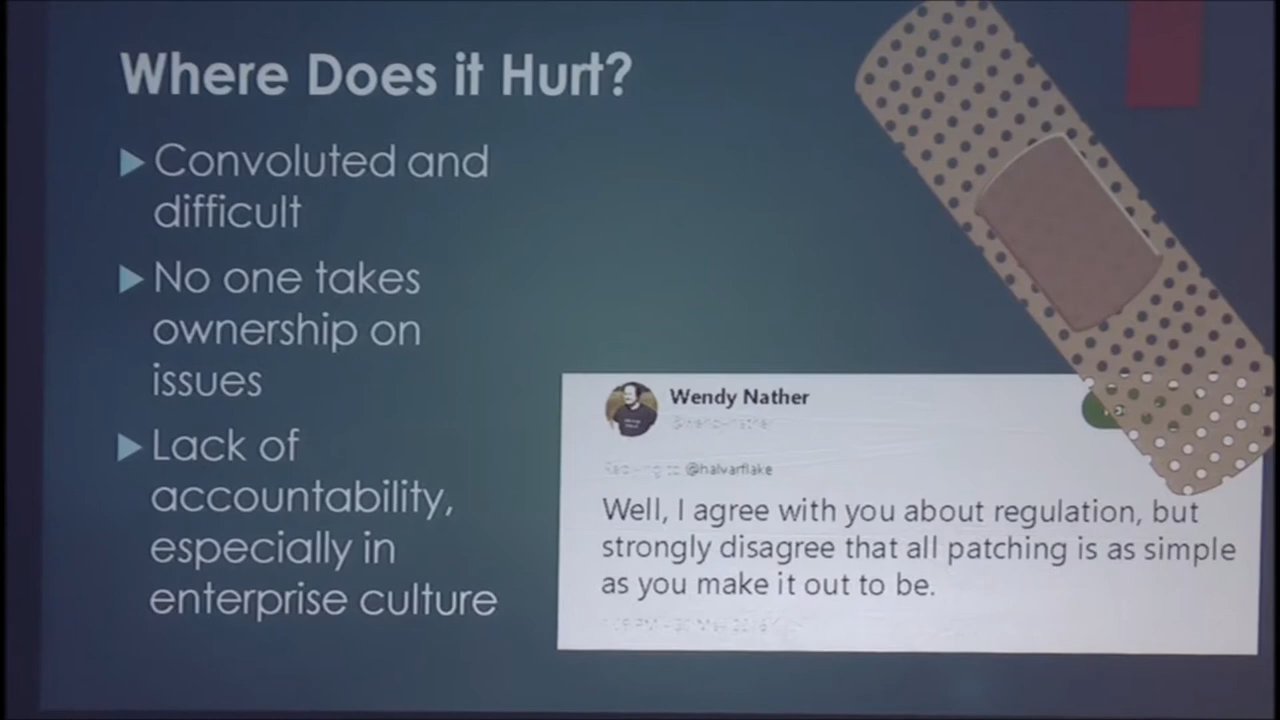 Where Does it Hurt?
Convoluted and
difficult
No one takes
ownership on
issues
Lack of
accountability,
especially in
enterprise culture
Wendy Nather
@halvarflake
Well, I agree with you about regulation, but
strongly disagree that all patching is as simple
as you make it out to be.